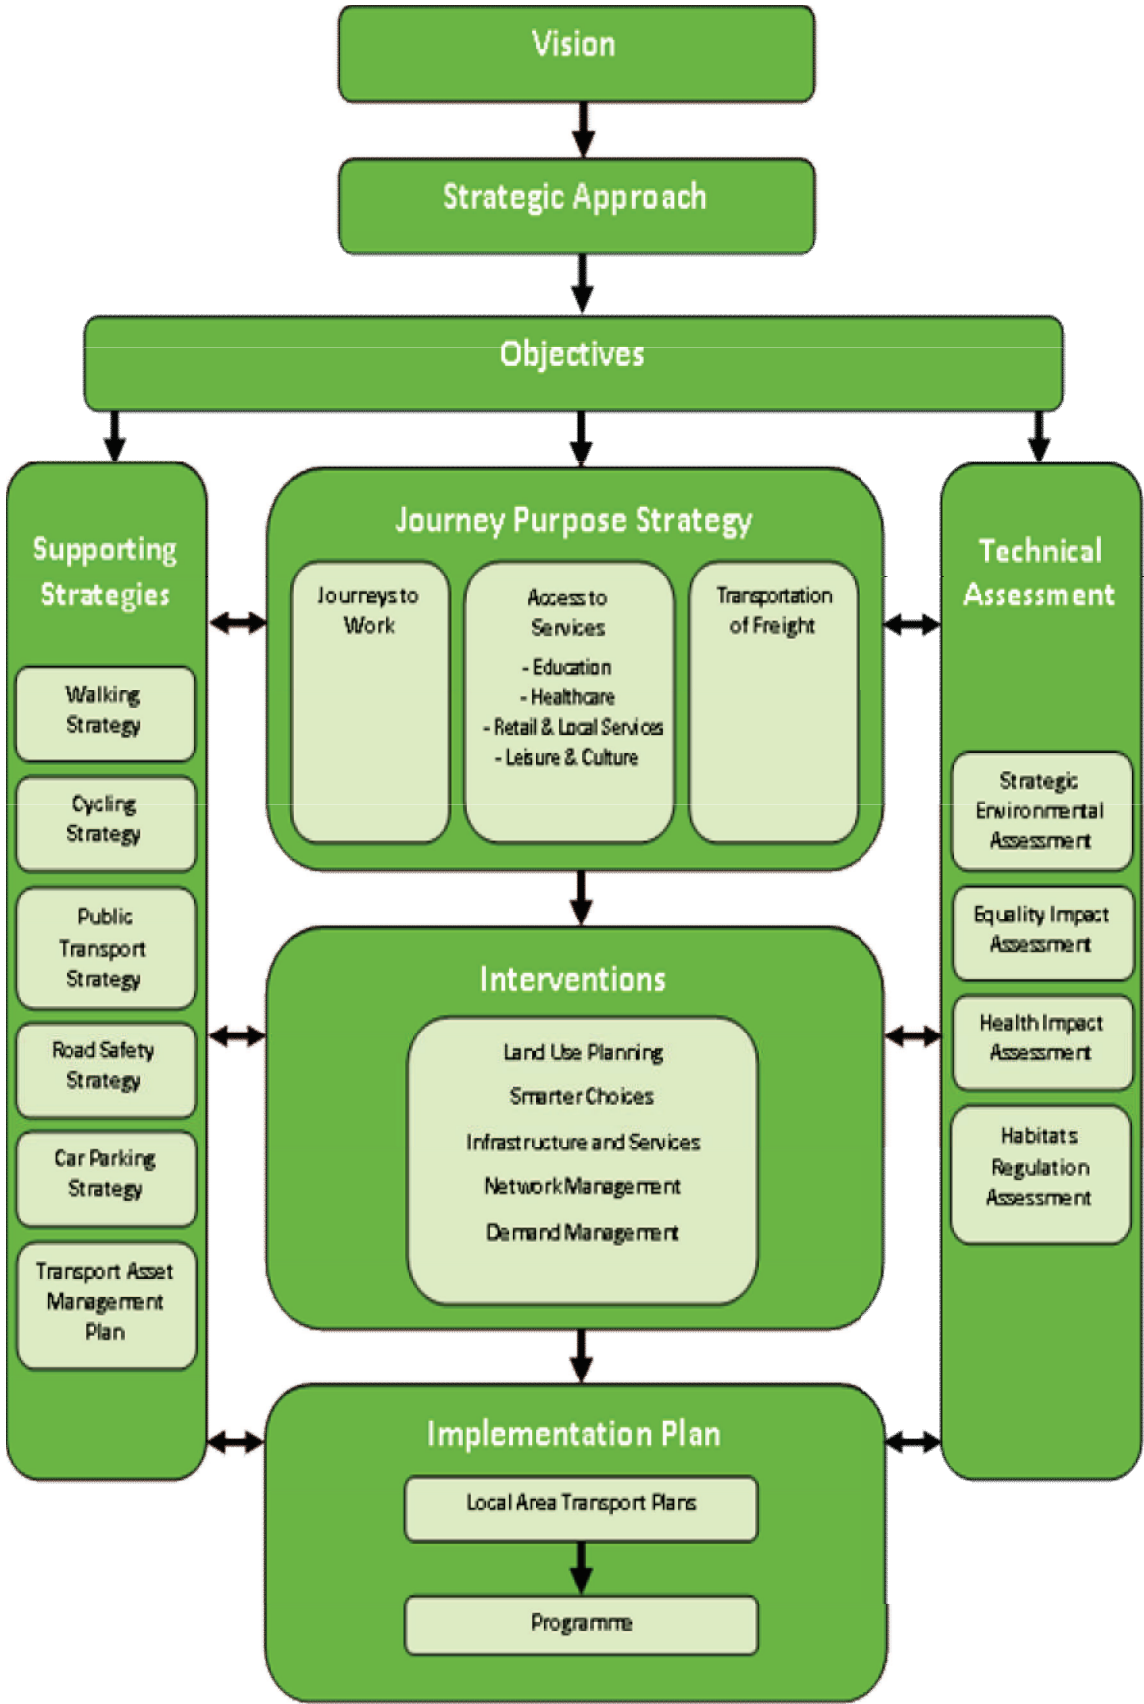 Vision
Strategic Approach
Objectives
Supporting
Strategies
Walking
Strategy
Cycling
Strategy
Public
Transport
Strategy
Road Safety
Strategy
Car Parking
Strategy
Transport Asset
Management
Plan
Journey Purpose Strategy
Journeys to
Work
Access to
Services
- Education
- Healthcare
- Retail & Local Services
- Leisure & Culture
Transportation
of Freight
Interventions
Land Use Planning
Smarter Choices
Infrastructure and Services
Network Management
Demand Management
Implementation Plan
Local Area Transport Plans
Programme
Technical
Assessment
Strategic
Environmental
Assessment
Equality Impact
Assessment
Health Impact
Assessment
Habitats
Regulation
Assessment